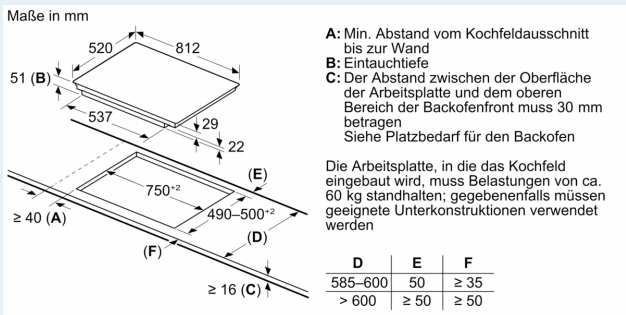 Maße in mm
520
812
51 (B)
537
29
22
(E)
750+2
490–500+2
≥ 40 (A)
(D)
(F)
≥ 16 (C)
A: Min. Abstand vom Kochfeldausschnitt
bis zur Wand
B: Eintauchtiefe
C: Der Abstand zwischen der Oberfläche
der Arbeitsplatte und dem oberen
Bereich der Backofenfront muss 30 mm
betragen
Siehe Platzbedarf für den Backofen
Die Arbeitsplatte, in die das Kochfeld
eingebaut wird, muss Belastungen von ca.
60 kg standhalten; gegebenenfalls müssen
geeignete Unterkonstruktionen verwendet
werden
D E F
585–600 50 ≥ 35
> 600 ≥ 50 ≥ 50